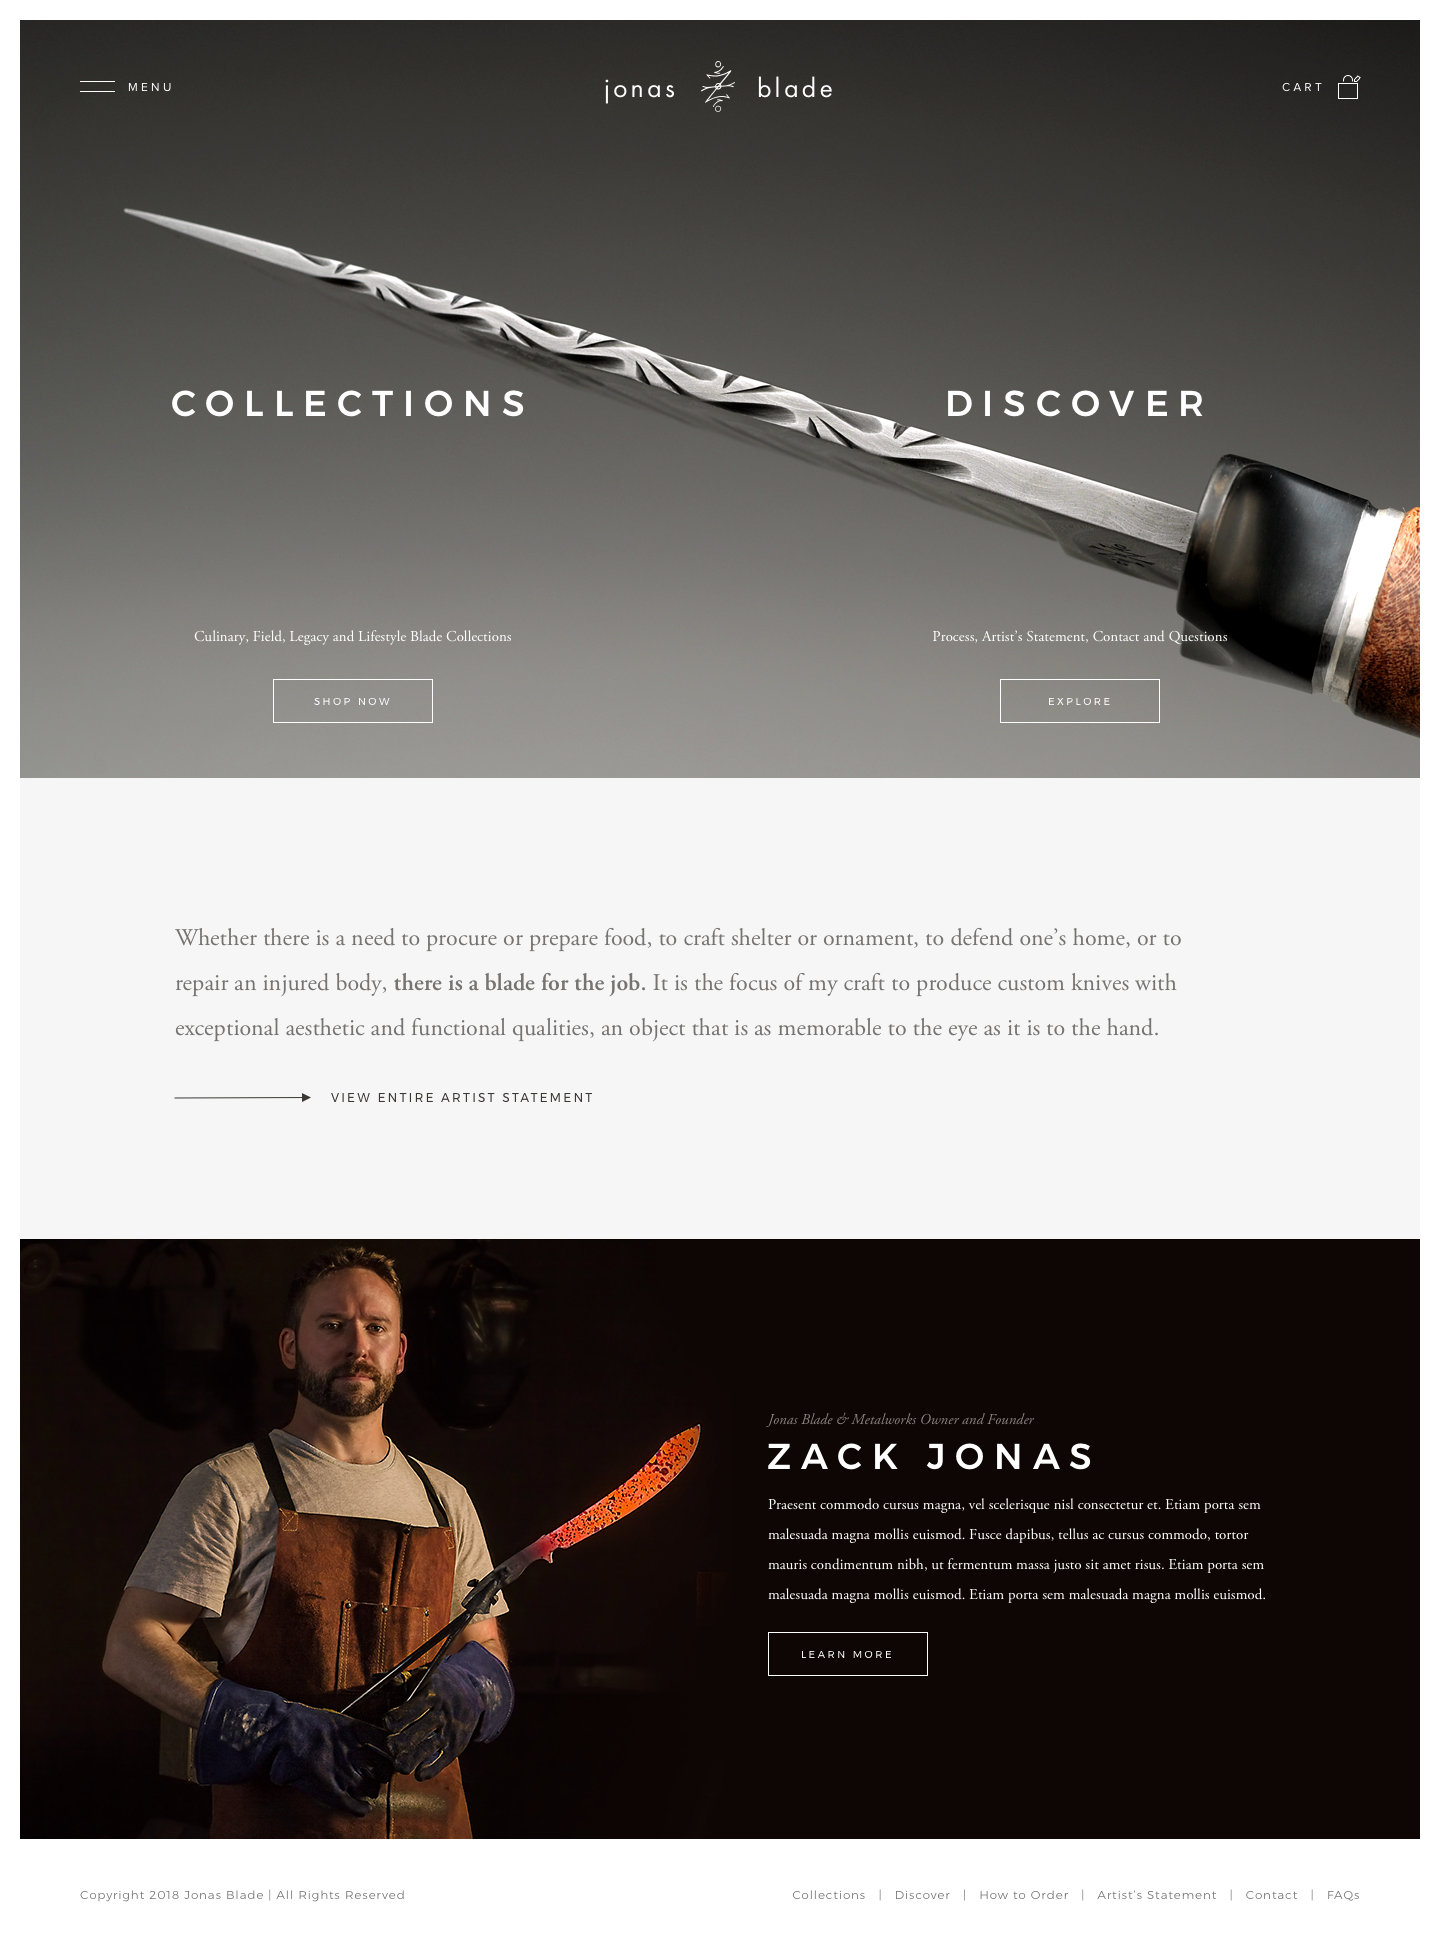 MENU
jonas blade
CART
COLLECTIONS
DISCOVER
Culinary, Field, Legacy and Lifestyle Blade Collections
Process, Artist’s Statement, Contact and Questions
SHOP NOW
EXPLORE
Whether there is a need to procure or prepare food, to craft shelter or ornament, to defend one’s home, or to
repair an injured body, there is a blade for the job. It is the focus of my craft to produce custom knives with
exceptional aesthetic and functional qualities, an object that is as memorable to the eye as it is to the hand.
VIEW ENTIRE ARTIST STATEMENT
Jonas Blade & Metalworks Owner and Founder
ZACK JONAS
Praesent commodo cursus magna, vel scelerisque nisl consectetur et. Etiam porta sem
malesuada magna mollis euismod. Fusce dapibus, tellus ac cursus commodo, tortor
mauris condimentum nibh, ut fermentum massa justo sit amet risus. Etiam porta sem
malesuada magna mollis euismod. Etiam porta sem malesuada magna mollis euismod.
LEARN MORE
Copyright 2018 Jonas Blade | All Rights Reserved
Collections | Discover | How to Order | Artist’s Statement | Contact | FAQs